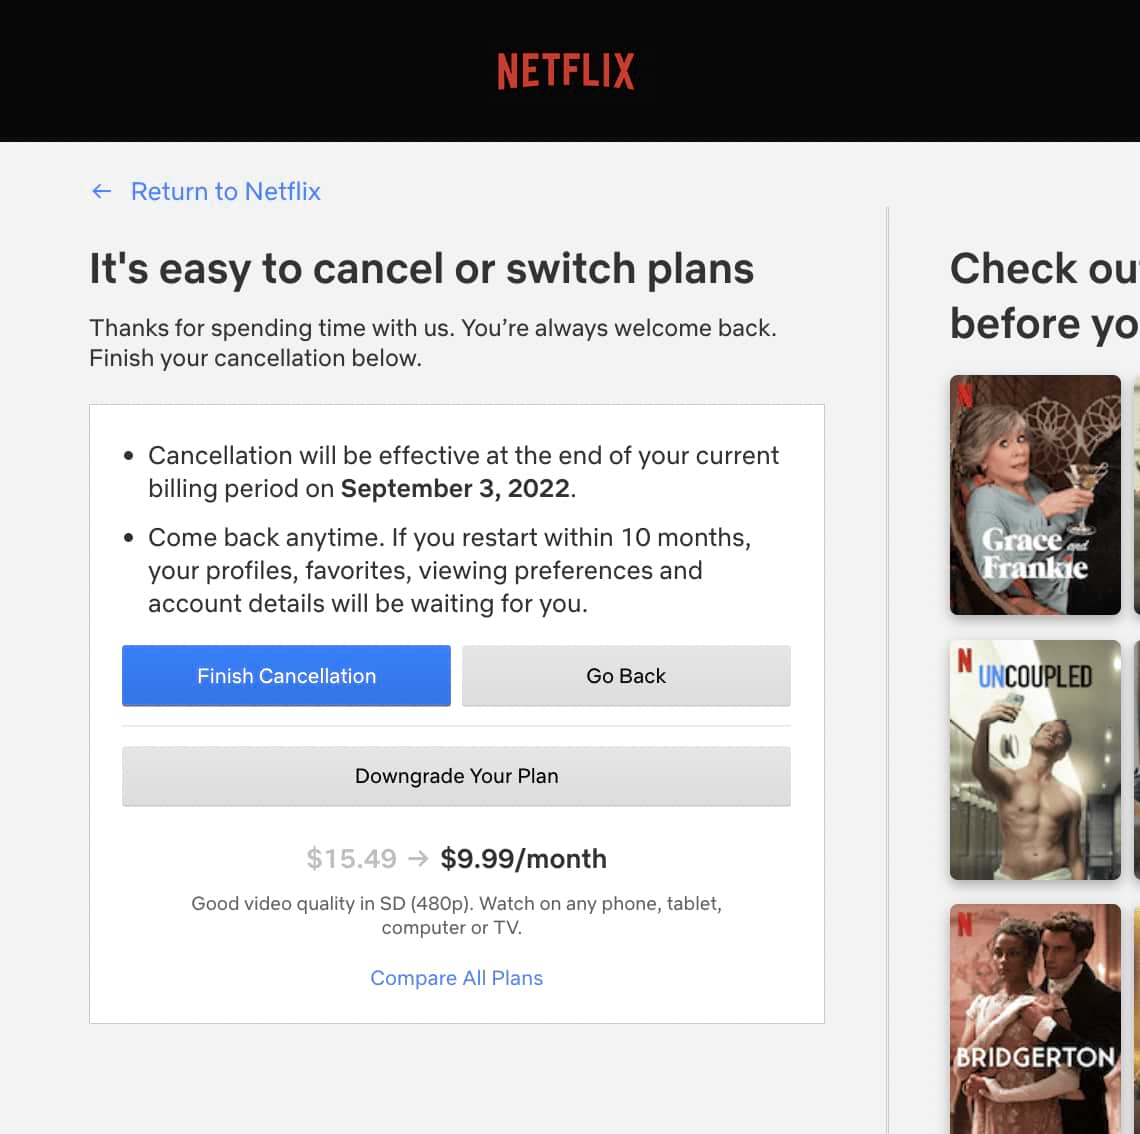 NETFLIX
← Return to Netflix
It's easy to cancel or switch plans
Thanks for spending time with us. You’re always welcome back.
Finish your cancellation below.
• Cancellation will be effective at the end of your current
billing period on September 3, 2022.
• Come back anytime. If you restart within 10 months,
your profiles, favorites, viewing preferences and
account details will be waiting for you.
Finish Cancellation
Go Back
Downgrade Your Plan
$15.49 → $9.99/month
Good video quality in SD (480p). Watch on any phone, tablet,
computer or TV.
Compare All Plans
Check
before
N
Grace and
Frankie
N
UNCOUPLED
N
BRIDGERTON